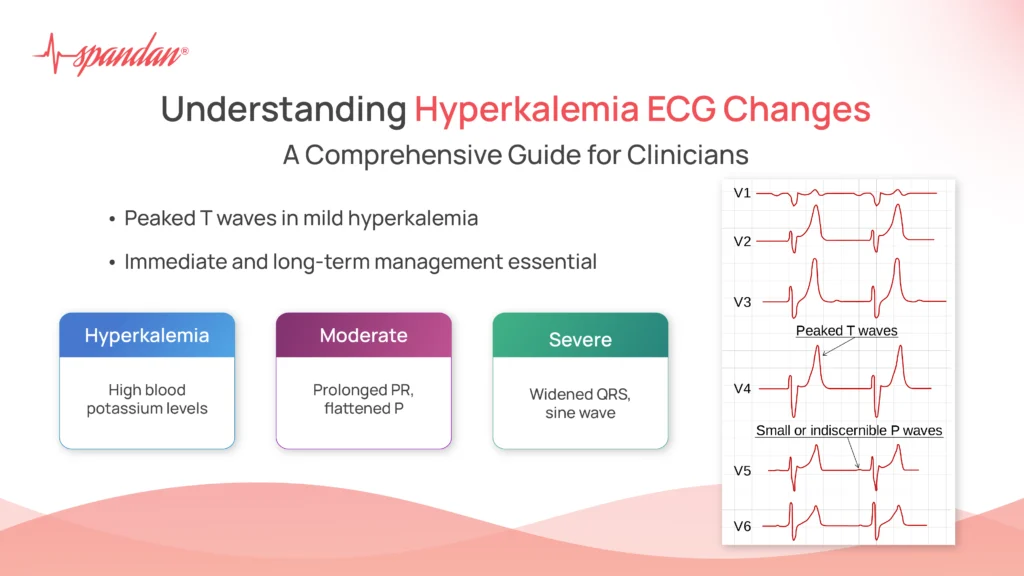 spandan®
Understanding Hyperkalemia ECG Changes
A Comprehensive Guide for Clinicians
• Peaked T waves in mild hyperkalemia
• Immediate and long-term management essential
Hyperkalemia
High blood
potassium levels
Moderate
Prolonged PR,
flattened P
Severe
Widened QRS,
sine wave
V1
V2
V3
Peaked T waves
V4
Small or indiscernible P waves
V5
V6